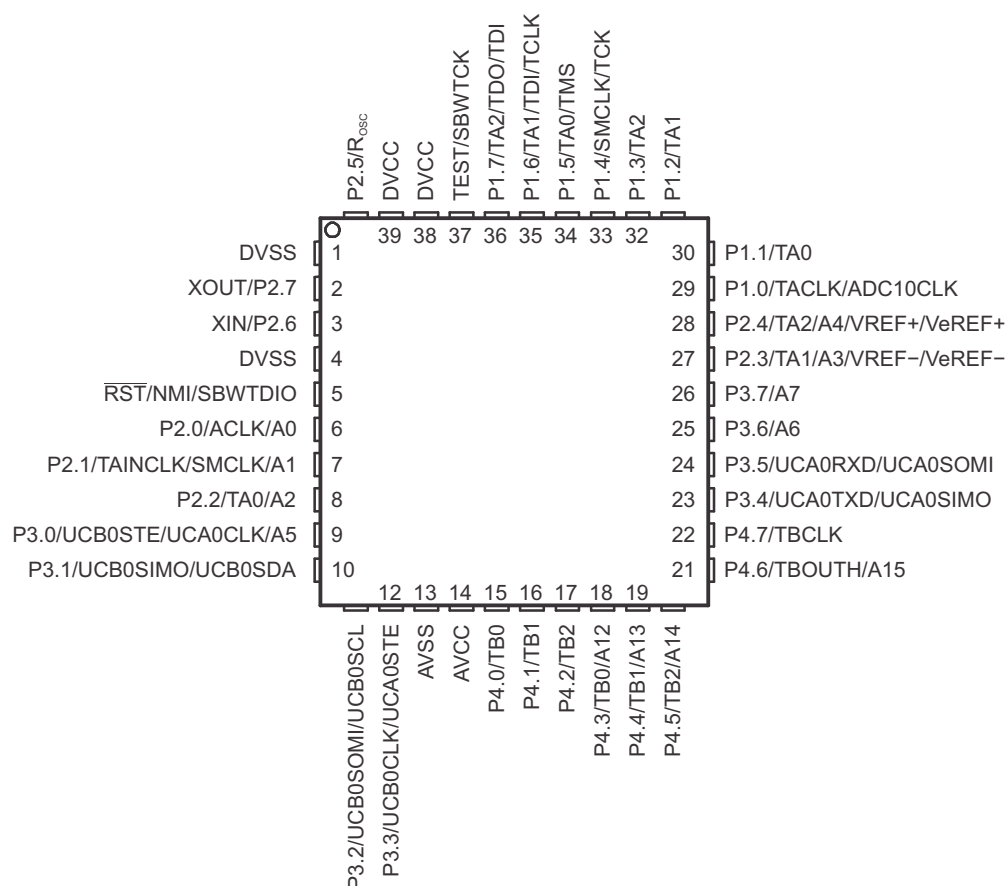 P2.5/Rosc
DVCC
DVCC
TEST/SBWTCK
P1.7/TA2/TDO/TDI
P1.6/TA1/TDI/TCLK
P1.5/TA0/TMS
P1.4/SMCLK/TCK
P1.3/TA2
P1.2/TA1
39 38 37 36 35 34 33 32
DVSS 1
XOUT/P2.7 2
XIN/P2.6 3
DVSS 4
RST/NMI/SBWTDIO 5
P2.0/ACLK/A0 6
P2.1/TAINCLK/SMCLK/A1 7
P2.2/TA0/A2 8
P3.0/UCB0STE/UCA0CLK/A5 9
P3.1/UCB0SIMO/UCB0SDA 10
30 P1.1/TA0
29 P1.0/TACLK/ADC10CLK
28 P2.4/TA2/A4/VREF+/VeREF+
27 P2.3/TA1/A3/VREF−/VeREF−
26 P3.7/A7
25 P3.6/A6
24 P3.5/UCA0RXD/UCA0SOMI
23 P3.4/UCA0TXD/UCA0SIMO
22 P4.7/TBCLK
21 P4.6/TBOUTH/A15
12 13 14 15 16 17 18 19
P3.2/UCB0SOMI/UCB0SCL
P3.3/UCB0CLK/UCA0STE
AVSS
AVCC
P4.0/TB0
P4.1/TB1
P4.2/TB2
P4.3/TB0/A12
P4.4/TB1/A13
P4.5/TB2/A14